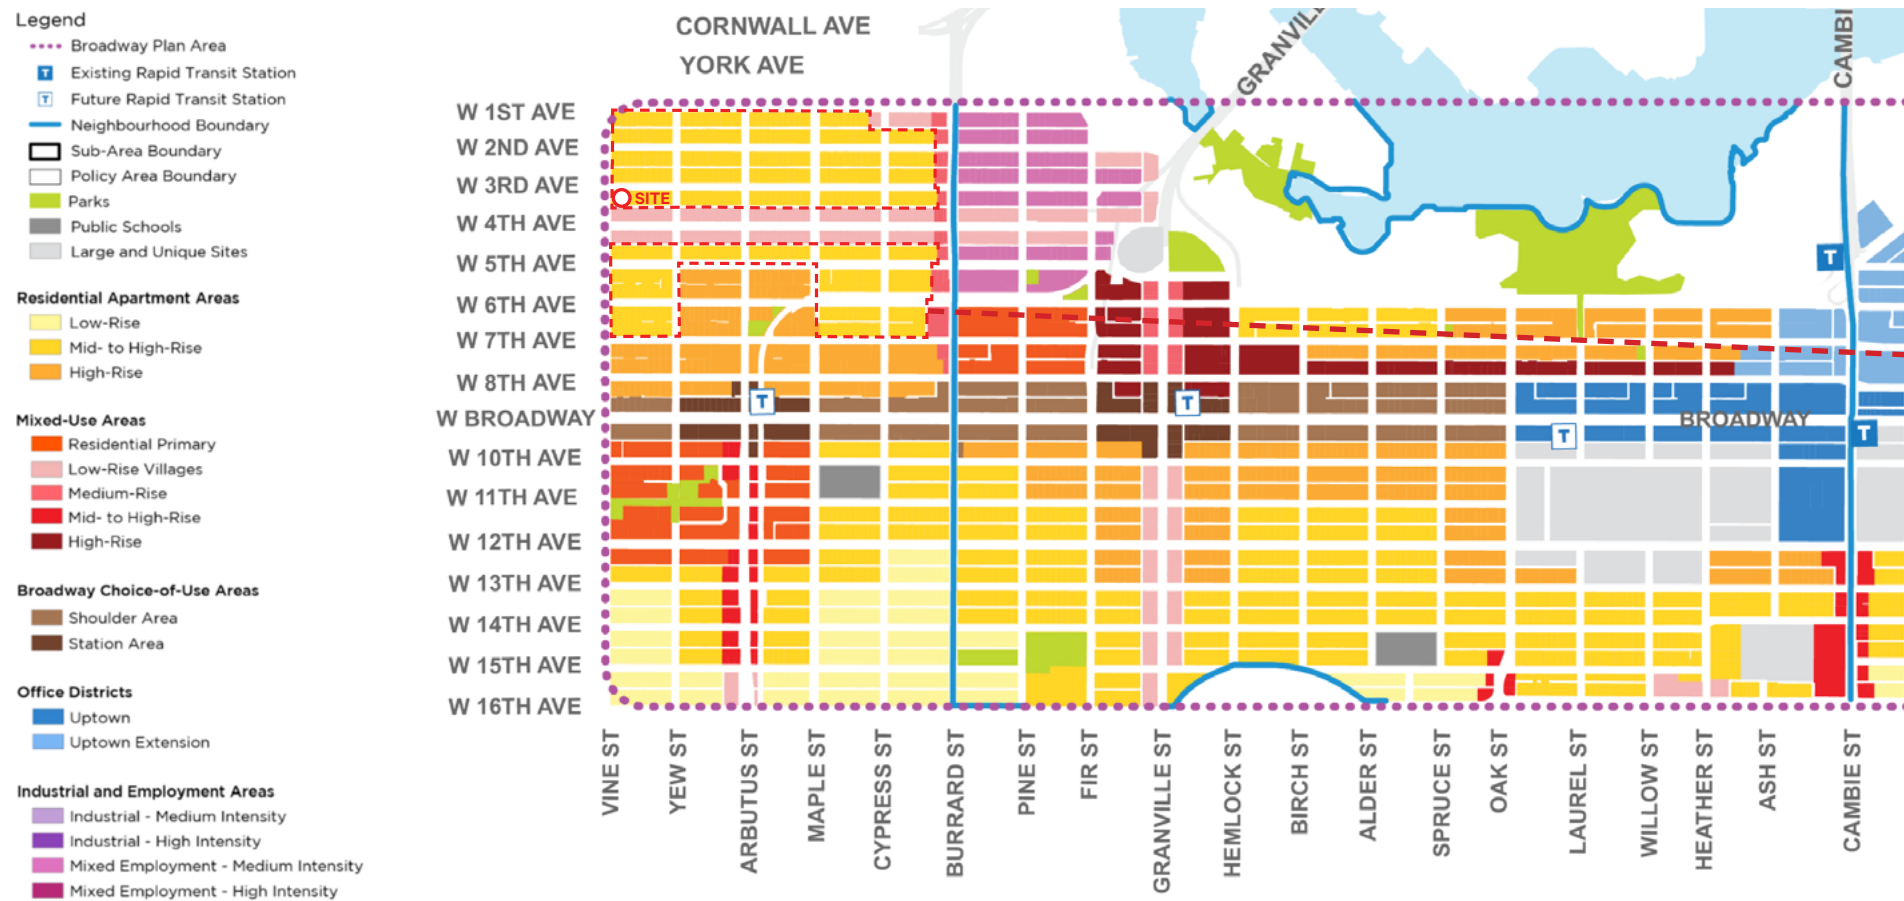 Legend
Broadway Plan Area
T Existing Rapid Transit Station
T Future Rapid Transit Station
Neighbourhood Boundary
Sub-Area Boundary
Policy Area Boundary
Parks
Public Schools
Large and Unique Sites
Residential Apartment Areas
Low-Rise
Mid- to High-Rise
High-Rise
Mixed-Use Areas
Residential Primary
Low-Rise Villages
Medium-Rise
Mid- to High-Rise
High-Rise
Broadway Choice-of-Use Areas
Shoulder Area
Station Area
Office Districts
Uptown
Uptown Extension
Industrial and Employment Areas
Industrial - Medium Intensity
Industrial - High Intensity
Mixed Employment - Medium Intensity
Mixed Employment - High Intensity
CORNWALL AVE
YORK AVE
W 1ST AVE
W 2ND AVE
W 3RD AVE
W 4TH AVE
W 5TH AVE
W 6TH AVE
W 7TH AVE
W 8TH AVE
W BROADWAY
W 10TH AVE
W 11TH AVE
W 12TH AVE
W 13TH AVE
W 14TH AVE
W 15TH AVE
W 16TH AVE
SITE
GRANVILL
CAMBI
T
T
T
BROADWAY
T
T
VINE ST
YEW ST
ARBUTUS ST
MAPLE ST
CYPRESS ST
BURRARD ST
PINE ST
FIR ST
GRANVILLE ST
HEMLOCK ST
BIRCH ST
ALDER ST
SPRUCE ST
OAK ST
LAUREL ST
WILLOW ST
HEATHER ST
ASH ST
CAMBIE ST